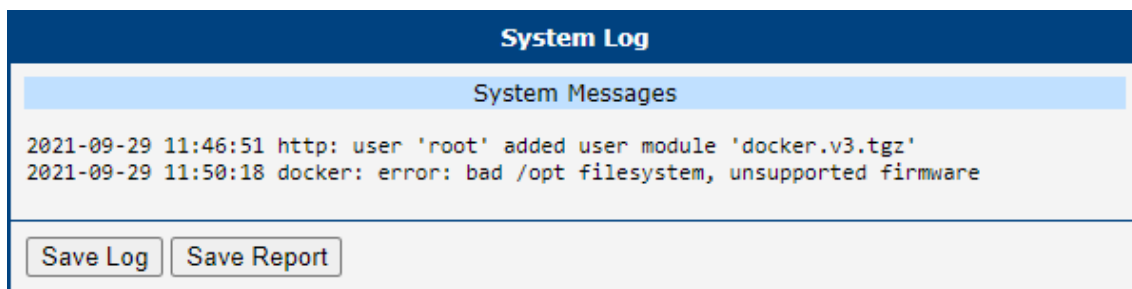 System Log
System Messages
2021-09-29 11:46:51 http: user 'root' added user module 'docker.v3.tgz'
2021-09-29 11:50:18 docker: error: bad /opt filesystem, unsupported firmware
Save Log Save Report